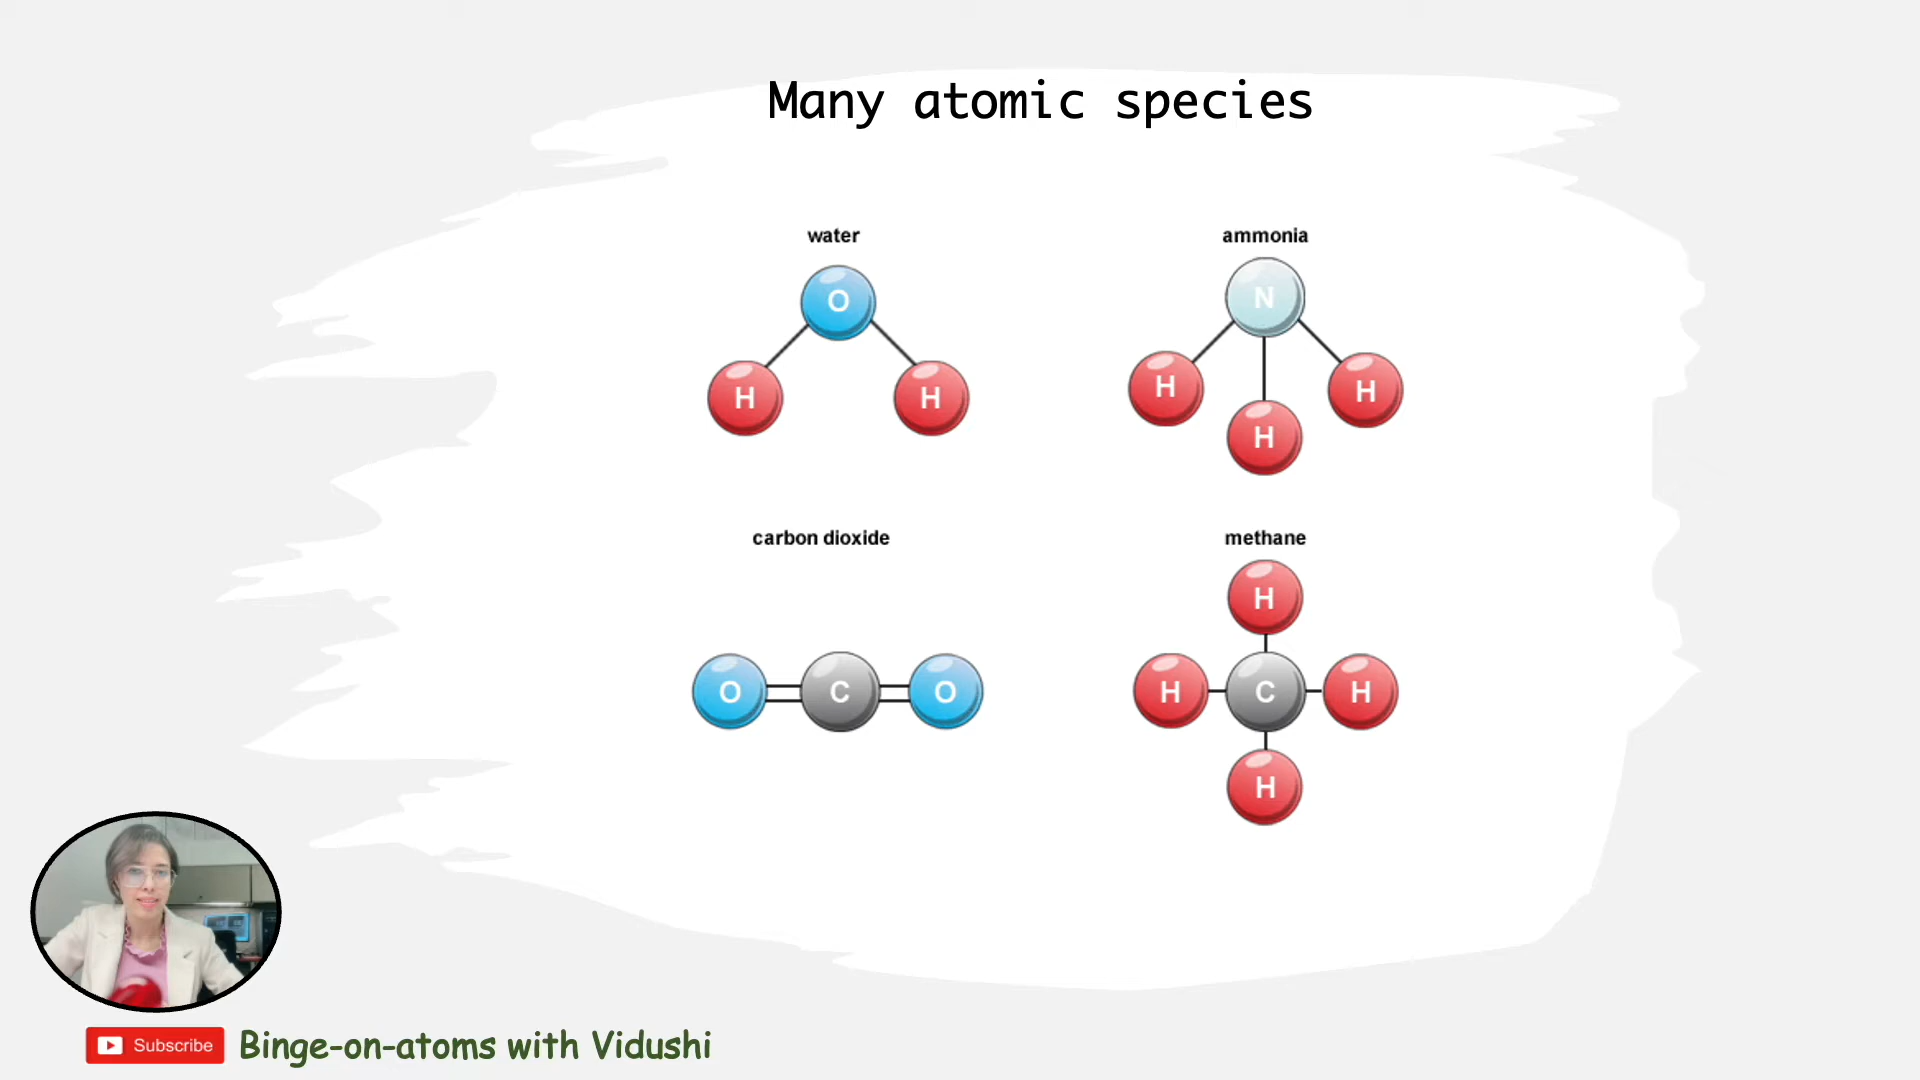 Many atomic species
water
ammonia
O
N
H H
H H H
carbon dioxide
methane
H
O C O
H C H
H
Subscribe
Binge-on-atoms with Vidushi